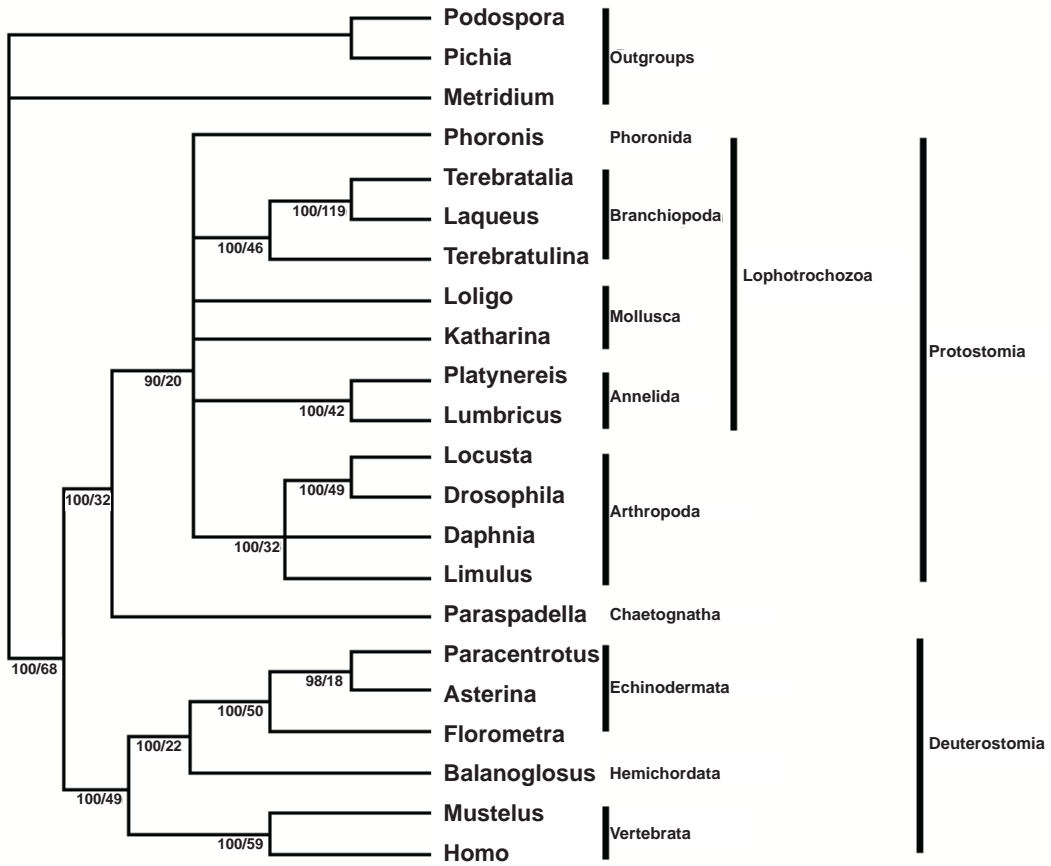 Podospora
Pichia
Outgroups
Metridium
Phoronis Phoronida
Terebratalia
100/119
Laqueus Branchiopoda
100/46
Terebratulina
Lophotrochozoa
Loligo
Mollusca
Katharina
Protostomia
Platynereis
90/20
Annelida
100/42
Lumbricus
Locusta
100/49
Drosophila
100/32
Arthropoda
Daphnia
100/32
Limulus
Paraspadella Chaetognatha
Paracentrotus
100/68
98/18
Asterina Echinodermata
100/50
Florometra
100/22
Deuterostomia
Balanoglosus Hemichordata
100/49
Mustelus
Vertebrata
100/59
Homo